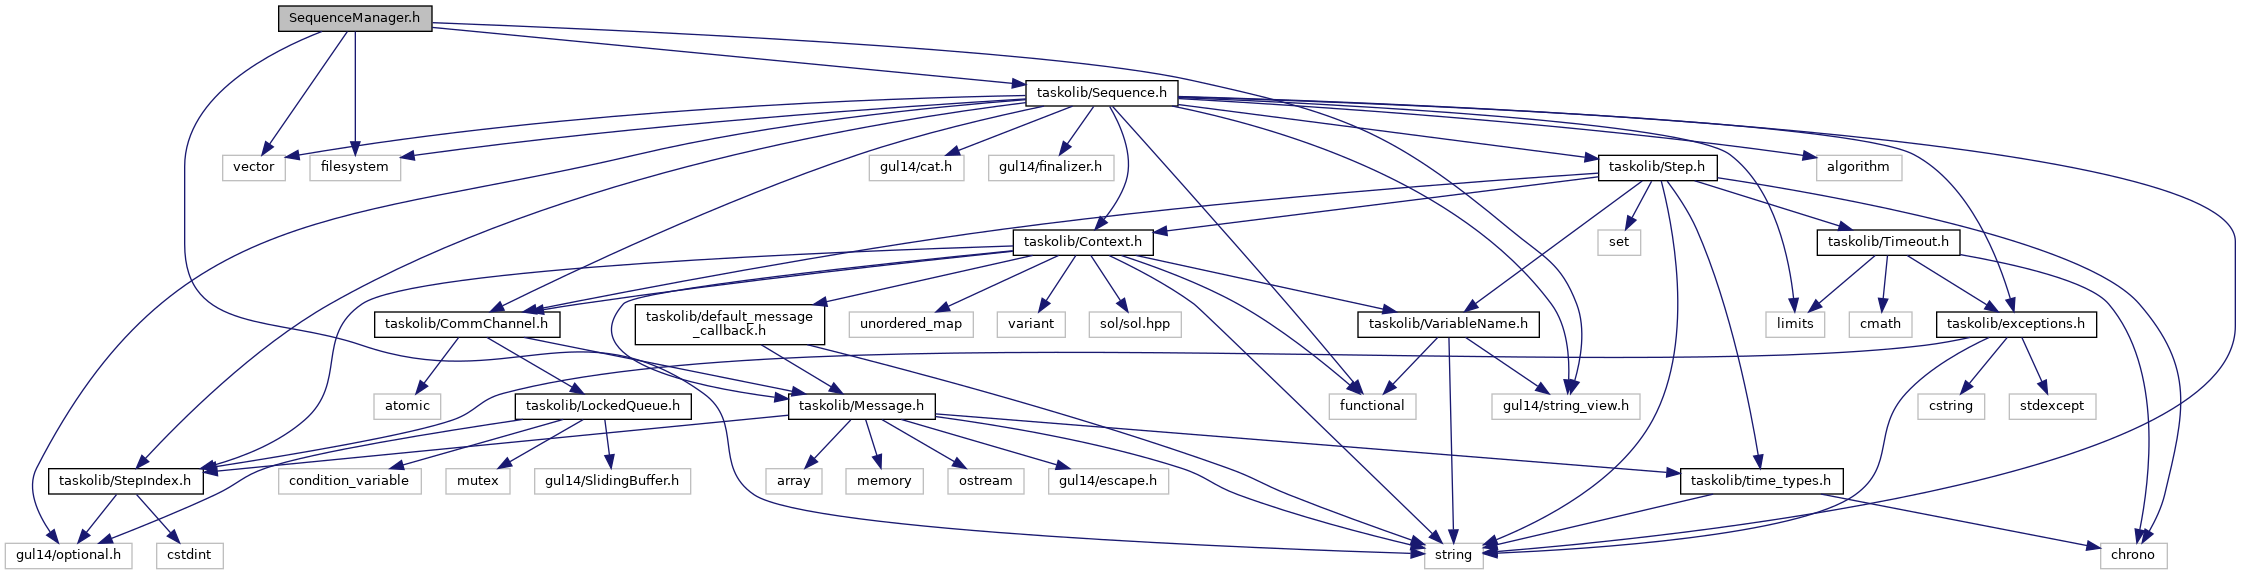 SequenceManager.h
taskolib/Sequence.h
vector
filesystem
gul14/cat.h
gul14/finalizer.h
taskolib/Step.h
algorithm
taskolib/Context.h
set
taskolib/Timeout.h
taskolib/CommChannel.h
taskolib/default_message
_callback.h
unordered_map
variant
sol/sol.hpp
taskolib/VariableName.h
limits
cmath
taskolib/exceptions.h
atomic
taskolib/LockedQueue.h
taskolib/Message.h
functional
gul14/string_view.h
cstring
stdexcept
taskolib/StepIndex.h
condition_variable
mutex
gul14/SlidingBuffer.h
array
memory
ostream
gul14/escape.h
taskolib/time_types.h
gul14/optional.h
cstdint
string
chrono